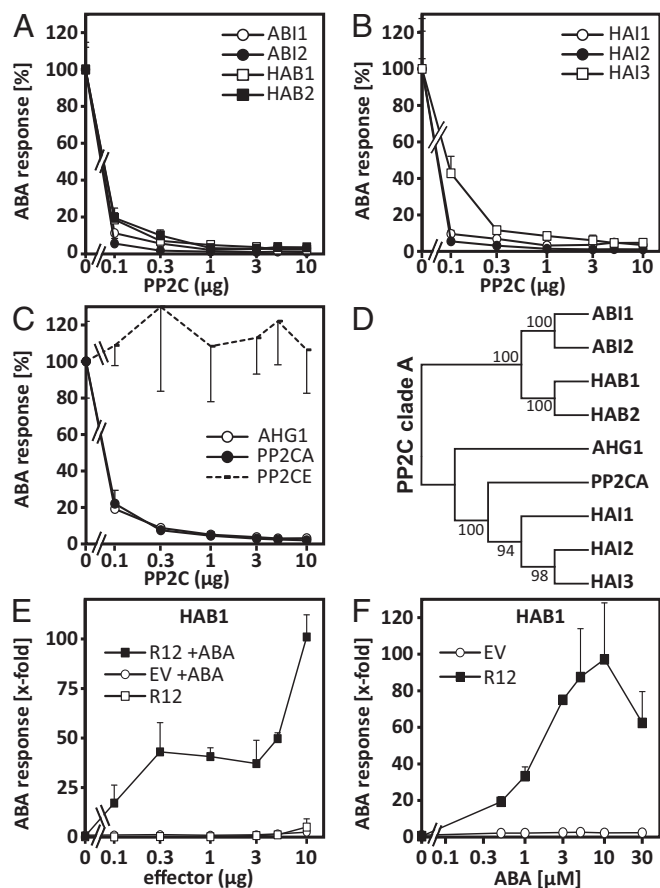 A
ABA response [%]
120
100
80
60
40
20
0
ABI1
ABI2
HAB1
HAB2
0 0.1 0.3 1 3 10
PP2C (µg)
B
ABA response [%]
120
100
80
60
40
20
0
HAI1
HAI2
HAI3
0 0.1 0.3 1 3 10
PP2C (µg)
C
ABA response [%]
120
100
80
60
40
20
0
AHG1
PP2CA
PP2CE
0 0.1 0.3 1 3 10
PP2C (µg)
D
PP2C clade A
100
100
100
100
94
98
ABI1
ABI2
HAB1
HAB2
AHG1
PP2CA
HAI1
HAI2
HAI3
E
HAB1
ABA response [x-fold]
100
75
50
25
0
R12 +ABA
EV +ABA
R12
0 0.1 0.3 1 3 10
effector (µg)
F
HAB1
ABA response [x-fold]
120
100
80
60
40
20
0
EV
R12
0 0.1 0.3 1 3 10 30
ABA [µM]